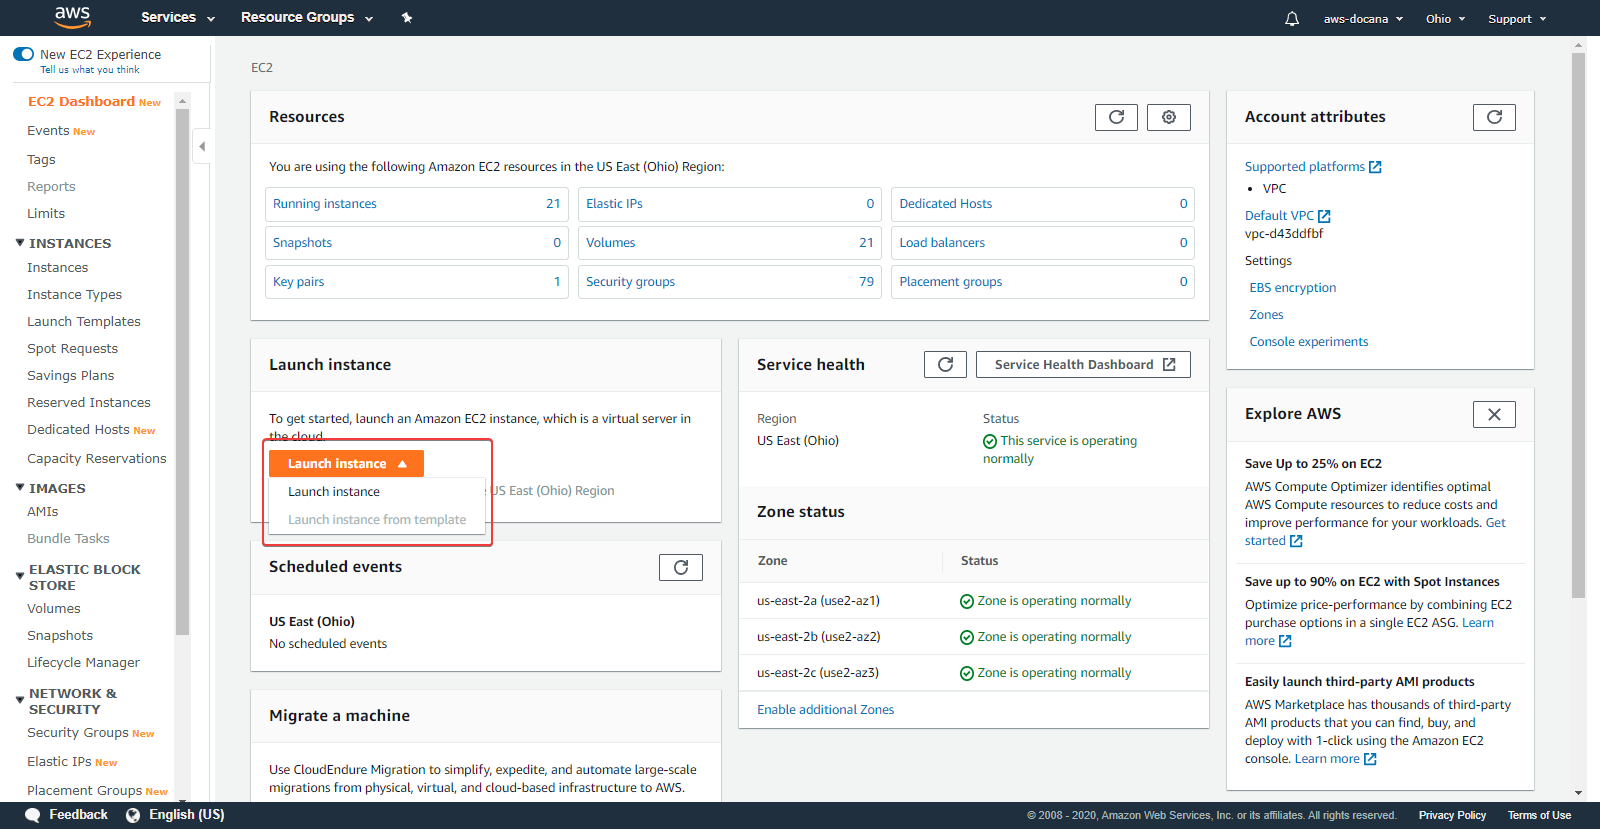 aws
Services
Resource Groups
aws-docana
Ohio
Support
New EC2 Experience
Tell us what you think
EC2 Dashboard New
Events New
Tags
Reports
Limits
INSTANCES
Instances
Instance Types
Launch Templates
Spot Requests
Savings Plans
Reserved Instances
Dedicated Hosts New
Capacity Reservations
IMAGES
AMIs
Bundle Tasks
ELASTIC BLOCK
STORE
Volumes
Snapshots
Lifecycle Manager
NETWORK &
SECURITY
Security Groups New
Elastic IPs New
Placement Groups New
EC2
Resources
You are using the following Amazon EC2 resources in the US East (Ohio) Region:
Running instances 21
Elastic IPs 0
Dedicated Hosts 0
Snapshots 0
Volumes 21
Load balancers 0
Key pairs 1
Security groups 79
Placement groups 0
Launch instance
To get started, launch an Amazon EC2 instance, which is a virtual server in
the cloud.
Launch instance
Launch instance
US East (Ohio) Region
Launch instance from template
Scheduled events
US East (Ohio)
No scheduled events
Migrate a machine
Use CloudEndure Migration to simplify, expedite, and automate large-scale
migrations from physical, virtual, and cloud-based infrastructure to AWS.
Service health
Service Health Dashboard
Region
Status
US East (Ohio)
This service is operating
normally
Zone status
Zone
Status
us-east-2a (use2-az1)
Zone is operating normally
us-east-2b (use2-az2)
Zone is operating normally
us-east-2c (use2-az3)
Zone is operating normally
Enable additional Zones
Account attributes
Supported platforms
• VPC
Default VPC
vpc-d43ddfbf
Settings
EBS encryption
Zones
Console experiments
Explore AWS
Save Up to 25% on EC2
AWS Compute Optimizer identifies optimal
AWS Compute resources to reduce costs and
improve performance for your workloads. Get
started
Save up to 90% on EC2 with Spot Instances
Optimize price-performance by combining EC2
purchase options in a single EC2 ASG. Learn
more
Easily launch third-party AMI products
AWS Marketplace has thousands of third-party
AMI products that you can find, buy, and
deploy with 1-click using the Amazon EC2
console. Learn more
Feedback
English (US)
© 2008 - 2020, Amazon Web Services, Inc. or its affiliates. All rights reserved.
Privacy Policy
Terms of Use